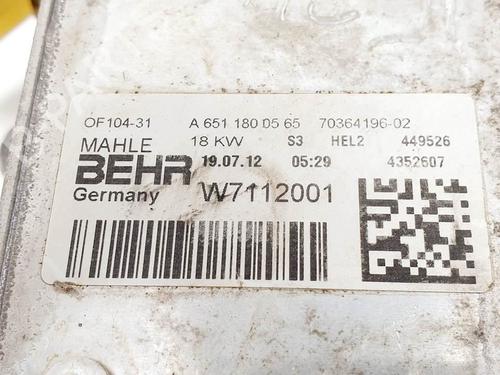 OF104-31 A 651 180 05 65 70364196-02
MAHLE 18 KW S3 HEL2 449526
BEHR 19.07.12 05:29 4352607
Germany W7112001